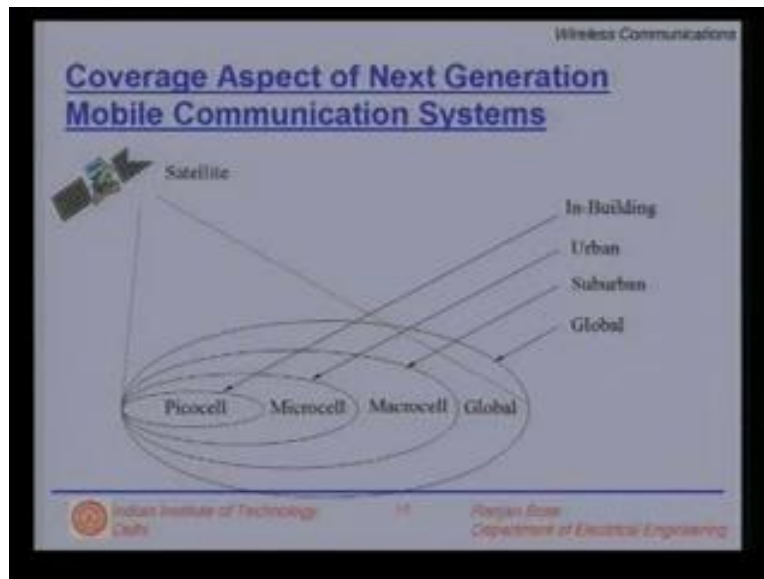 Wireless Communications
Coverage Aspect of Next Generation
Mobile Communication Systems
Satellite
In-Building
Urban
Suburban
Global
Picocell
Microcell
Macrocell
Global
Indian Institute of Technology
Delhi
Ranjan Bose
Department of Electrical Engineering